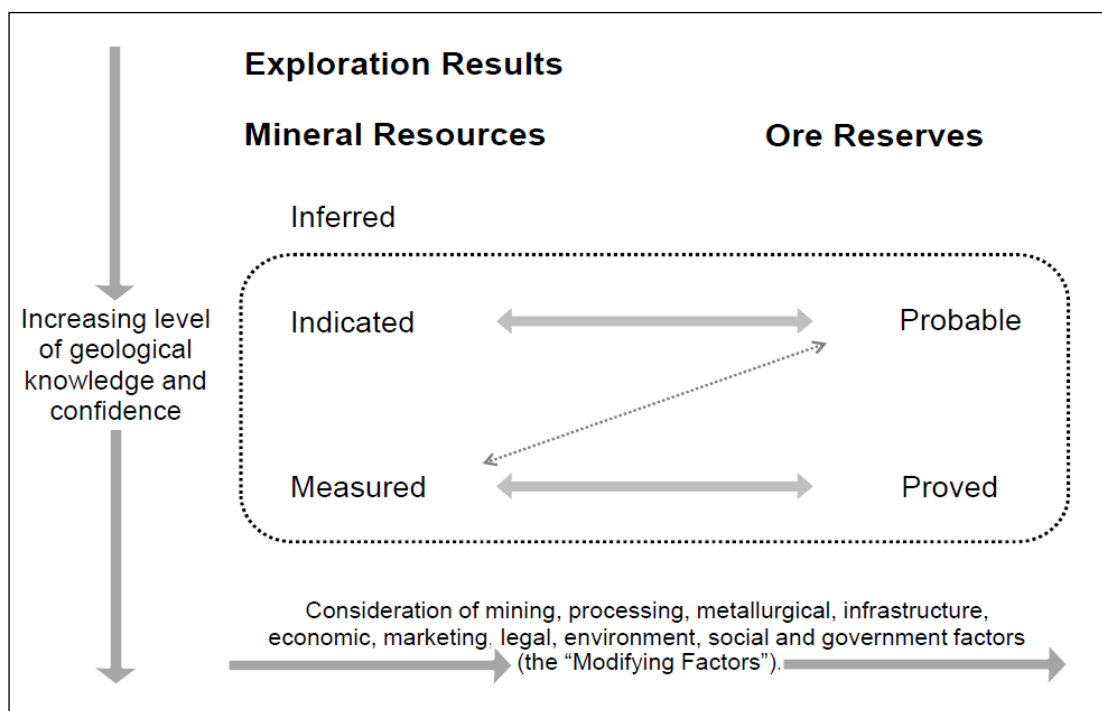 Exploration Results
Mineral Resources
Ore Reserves
Inferred
Indicated
Probable
Increasing level
of geological
knowledge and
confidence
Measured
Proved
Consideration of mining, processing, metallurgical, infrastructure,
economic, marketing, legal, environment, social and government factors
(the “Modifying Factors”).